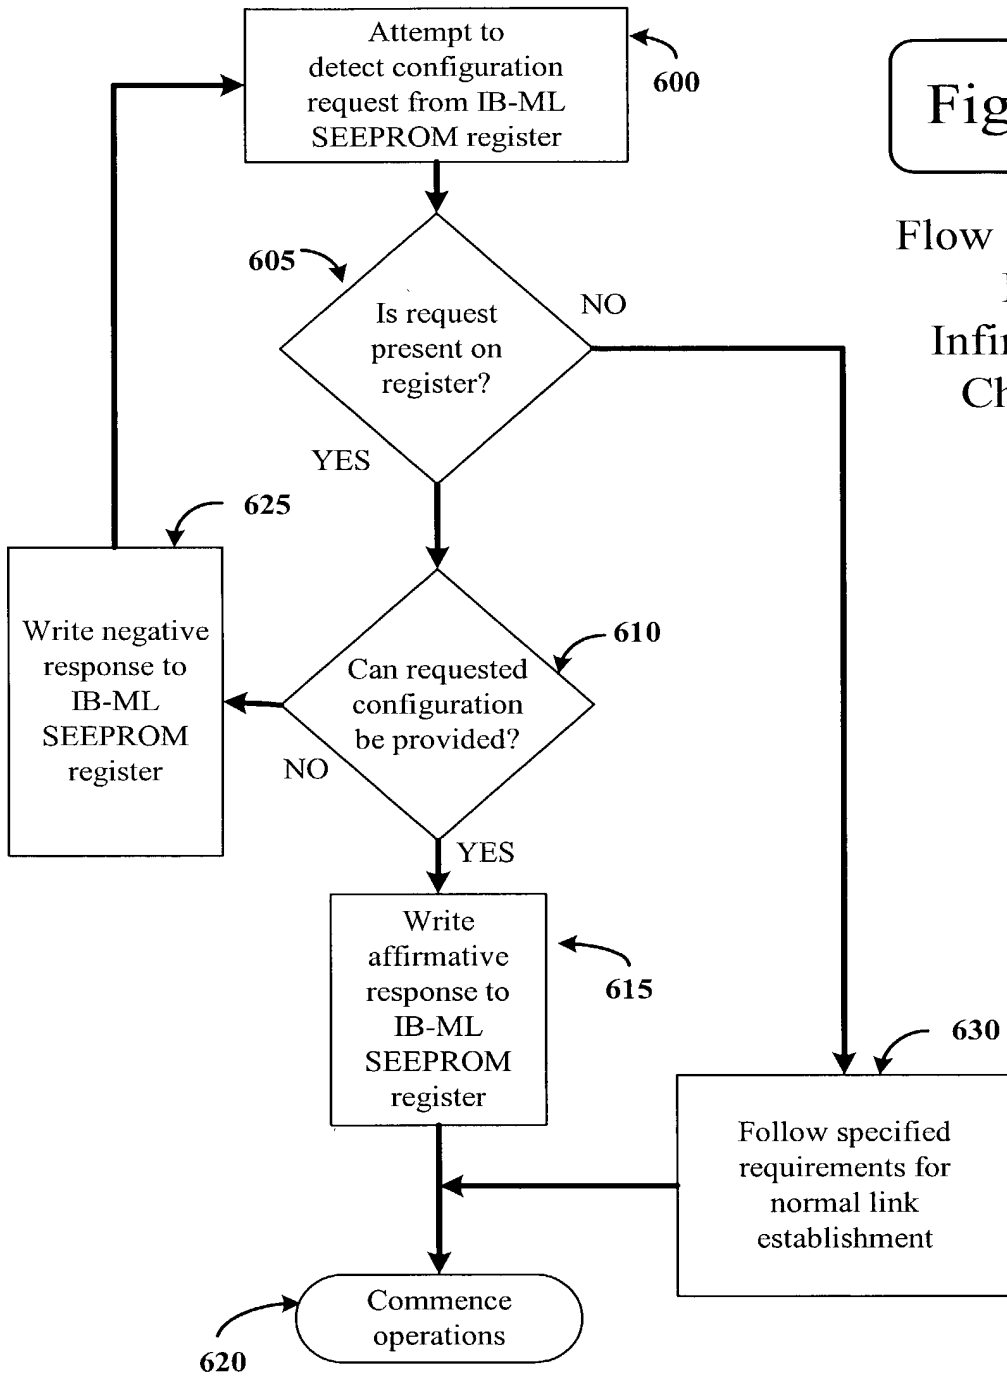 Attempt to
detect configuration
request from IB-ML
SEEPROM register
600
Fig
Flow
Infin
Ch
605
Is request
present on
register?
NO
YES
625
Write negative
response to
IB-ML
SEEPROM
register
610
Can requested
configuration
be provided?
NO
YES
Write
affirmative
response to
IB-ML
SEEPROM
register
615
630
Follow specified
requirements for
normal link
establishment
Commence
operations
620